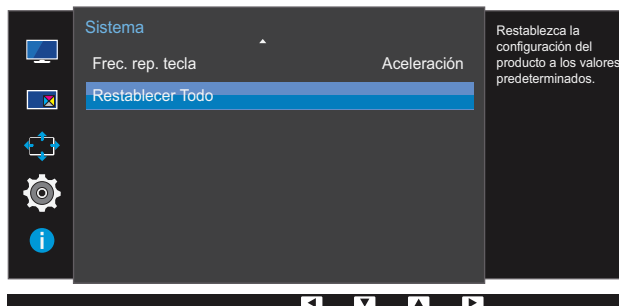 Sistema
Frec. rep. tecla Aceleración
Restablecer Todo
Restablezca la
configuración del
producto a los valores
predeterminados.